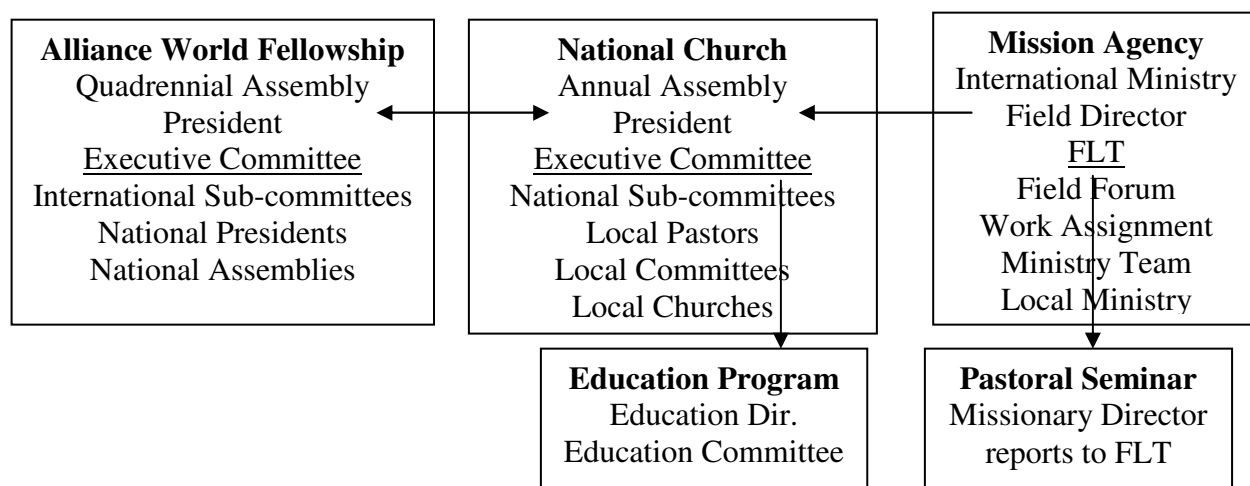 Alliance World Fellowship
Quadrennial Assembly
President
Executive Committee
International Sub-committees
National Presidents
National Assemblies
National Church
Annual Assembly
President
Executive Committee
National Sub-committees
Local Pastors
Local Committees
Local Churches
Mission Agency
International Ministry
Field Director
FLT
Field Forum
Work Assignment
Ministry Team
Local Ministry
Education Program
Education Dir.
Education Committee
Pastoral Seminar
Missionary Director
reports to FLT